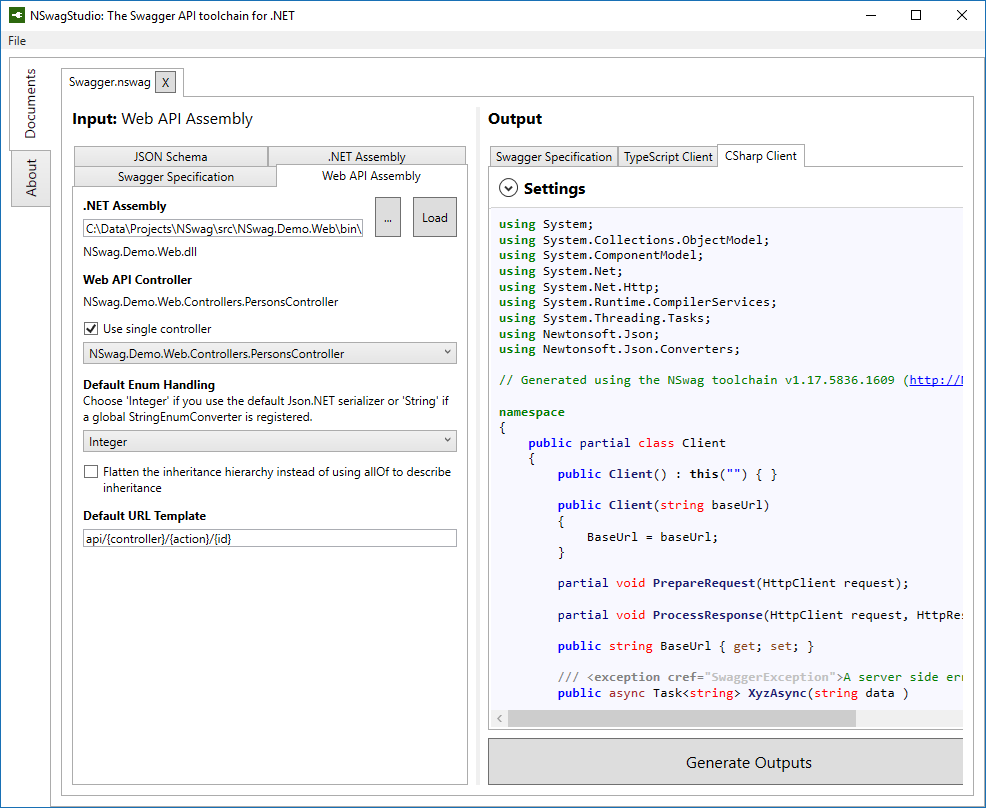 NSwagStudio: The Swagger API toolchain for .NET
File
Documents
About
Swagger.nswag X
Input: Web API Assembly
JSON Schema .NET Assembly
Swagger Specification Web API Assembly
.NET Assembly
C:\Data\Projects\NSwag\src\NSwag.Demo.Web\bin\ ... Load
NSwag.Demo.Web.dll
Web API Controller
NSwag.Demo.Web.Controllers.PersonsController
Use single controller
NSwag.Demo.Web.Controllers.PersonsController
Default Enum Handling
Choose 'Integer' if you use the default Json.NET serializer or 'String' if
a global StringEnumConverter is registered.
Integer
Flatten the inheritance hierarchy instead of using allOf to describe
inheritance
Default URL Template
api/{controller}/{action}/{id}
Output
Swagger Specification TypeScript Client CSharp Client
Settings
using System;
using System.Collections.ObjectModel;
using System.ComponentModel;
using System.Net;
using System.Net.Http;
using System.Runtime.CompilerServices;
using System.Threading.Tasks;
using Newtonsoft.Json;
using Newtonsoft.Json.Converters;
// Generated using the NSwag toolchain v1.17.5836.1609 (http://
namespace
{
public partial class Client
{
public Client() : this("") { }
public Client(string baseUrl)
{
BaseUrl = baseUrl;
}
partial void PrepareRequest(HttpClient request);
partial void ProcessResponse(HttpClient request, HttpRes
public string BaseUrl { get; set; }
/// <exception cref="SwaggerException">A server side err
public async Task<string> XyzAsync(string data )
Generate Outputs